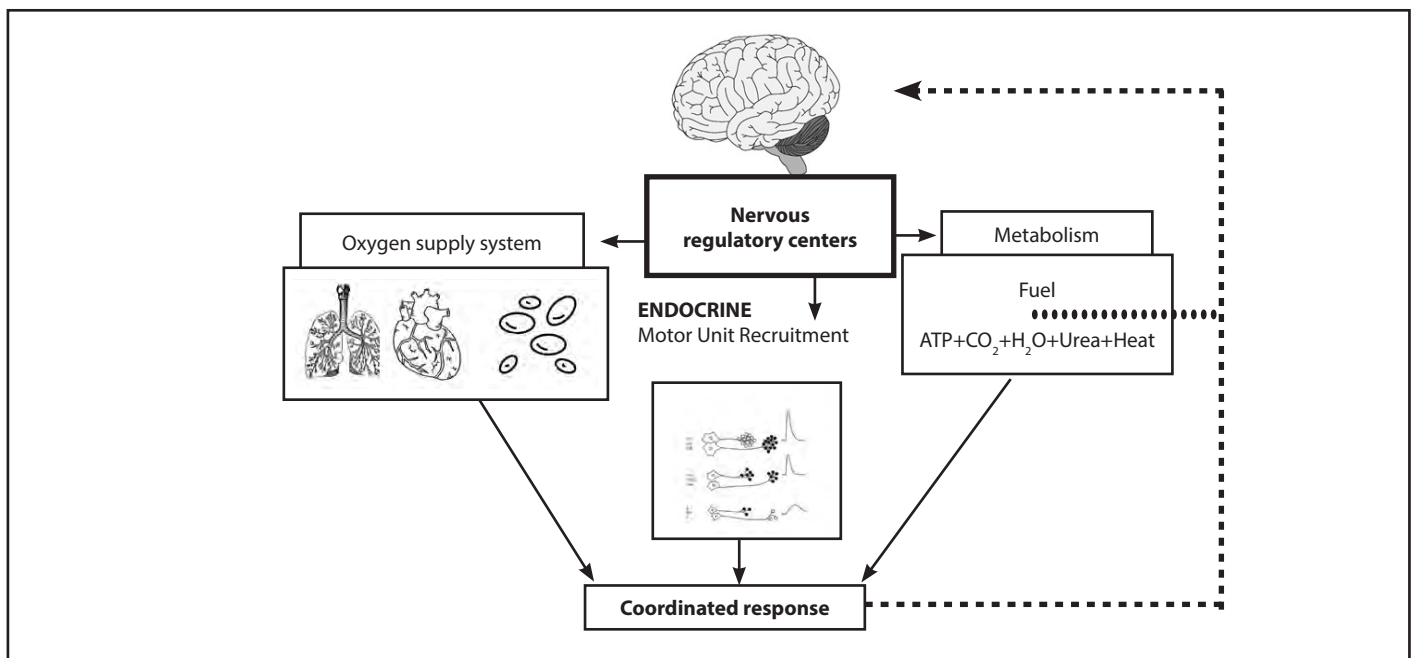 Nervous
regulatory centers
Oxygen supply system
Metabolism
ENDOCRINE
Motor Unit Recruitment
Fuel
ATP+CO₂+H₂O+Urea+Heat
Coordinated response